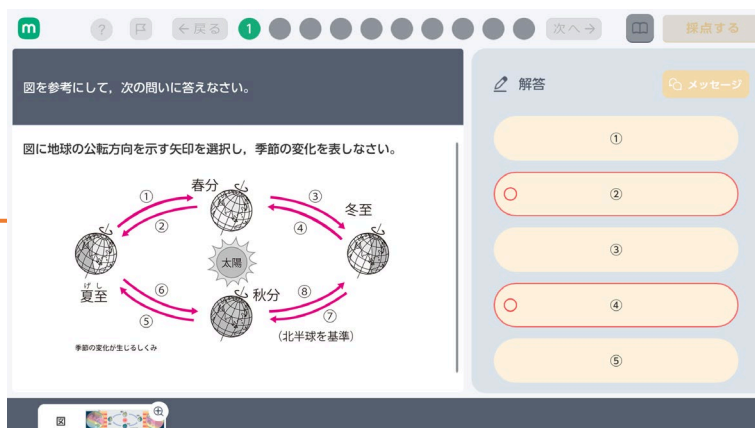 m
?
←戻る
1
次へ→
採点する
図を参考にして，次の問いに答えなさい。
図に地球の公転方向を示す矢印を選択し，季節の変化を表しなさい。
春分
①
②
③
④
冬至
太陽
げし
夏至
⑥
⑤
秋分
⑧
⑦
(北半球を基準)
季節の変化が生じるしくみ
解答
メッセージ
①
②
③
④
⑤
図